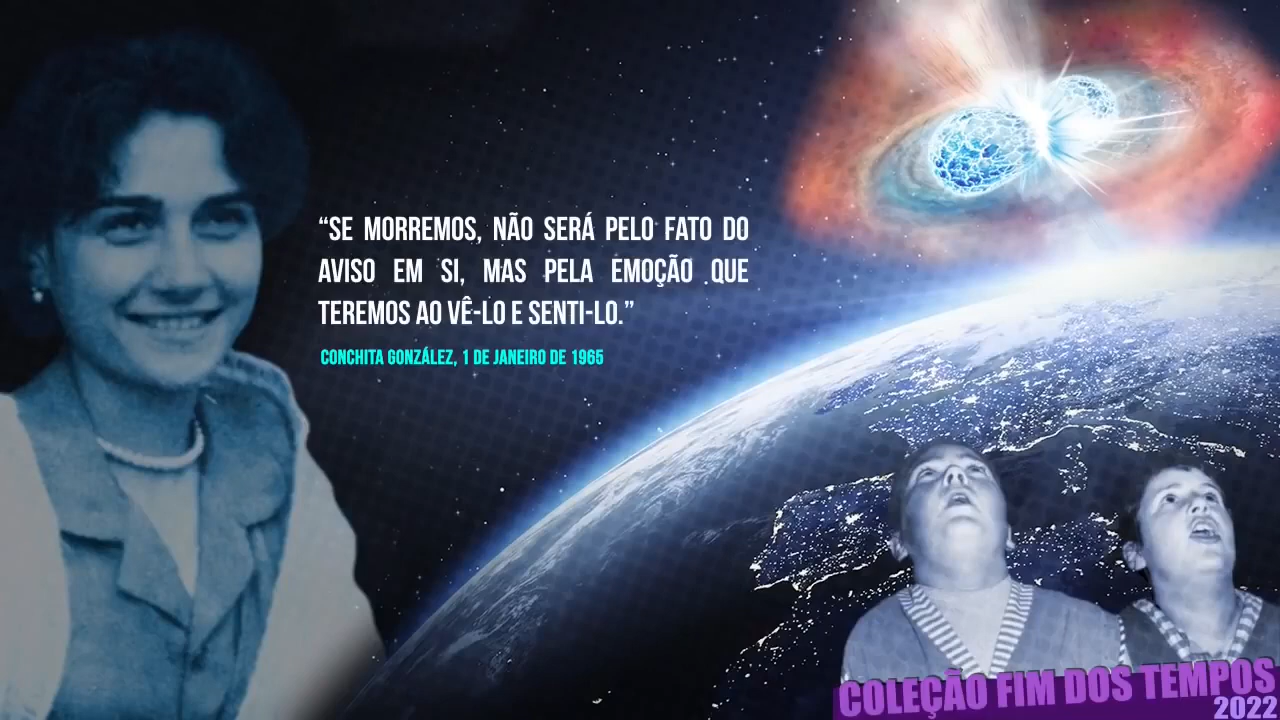 “SE MORREMOS, NÃO SERÁ PELO FATO DO
AVISO EM SI, MAS PELA EMOÇÃO QUE
TEREMOS AO VÊ-LO E SENTI-LO.”
CONCHITA GONZÁLEZ, 1 DE JANEIRO DE 1965
COLEÇÃO FIM DOS TEMPOS
2022